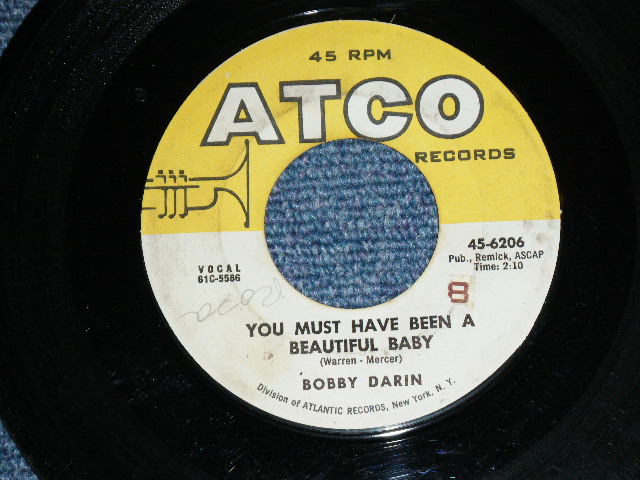 45 RPM
ATCO
RECORDS
45-6206
Pub., Remick, ASCAP
Time: 2:10
VOCAL
61C-5586
8
YOU MUST HAVE BEEN A
BEAUTIFUL BABY
(Warren - Mercer)
BOBBY DARIN
Division of ATLANTIC RECORDS, New York, N. Y.